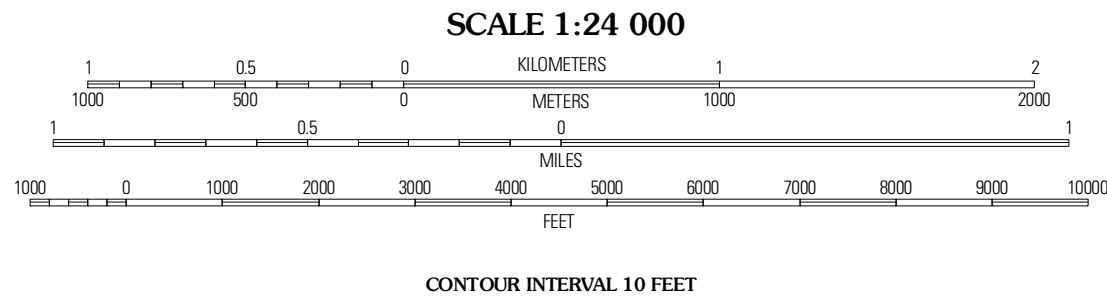 SCALE 1:24 000
1 0.5 0 KILOMETERS 1 2
1000 500 0 METERS 1000 2000
1 0.5 0 1
MILES
1000 0 1000 2000 3000 4000 5000 6000 7000 8000 9000 10000
FEET
CONTOUR INTERVAL 10 FEET